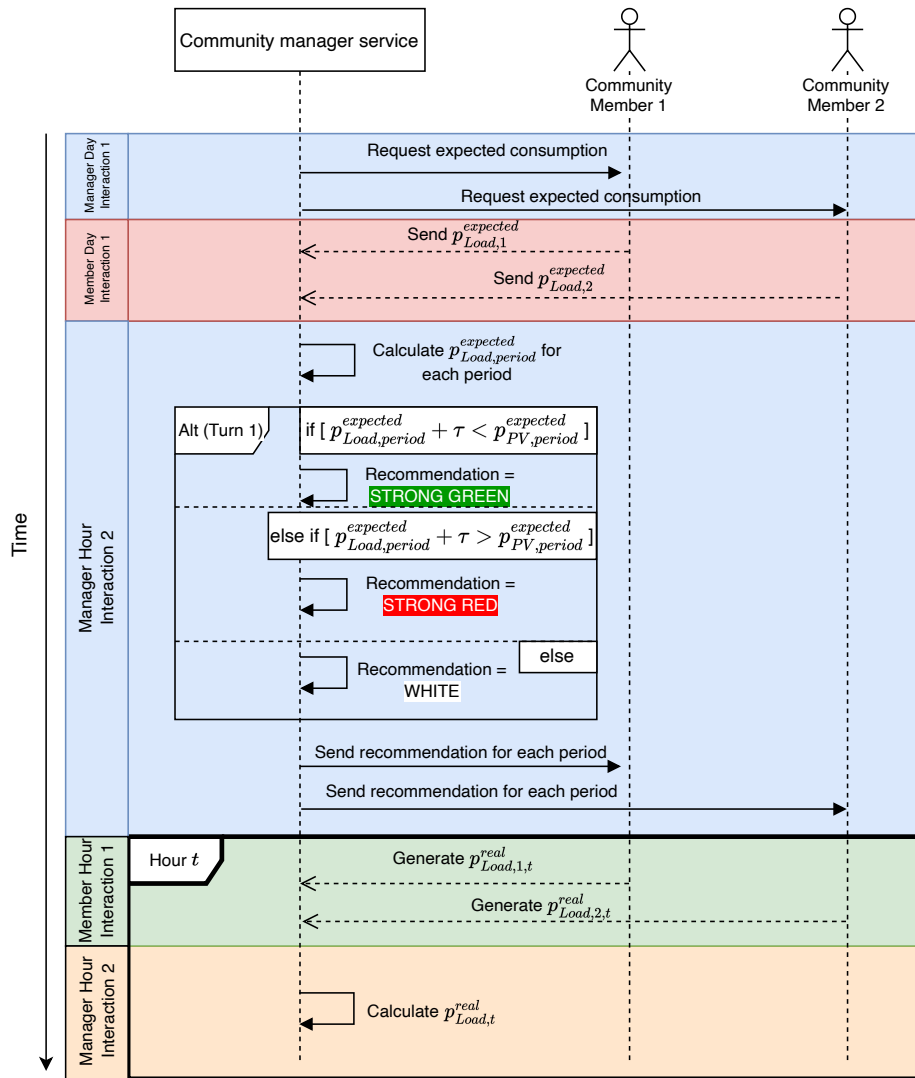 Community manager service
Community
Member 1
Community
Member 2
Time
Manager Day
Interaction 1
Request expected consumption
Request expected consumption
Member Day
Interaction 1
Send $p_{Load,1}^{expected}$
Send $p_{Load,2}^{expected}$
Manager Hour
Interaction 2
Calculate $p_{Load,period}^{expected}$ for
each period
Alt (Turn 1)
if [ $p_{Load,period}^{expected} + \tau < p_{PV,period}^{expected}$ ]
Recommendation =
STRONG GREEN
else if [ $p_{Load,period}^{expected} + \tau > p_{PV,period}^{expected}$ ]
Recommendation =
STRONG RED
else
Recommendation =
WHITE
Send recommendation for each period
Send recommendation for each period
Member Hour
Interaction 1
Hour $t$
Generate $p_{Load,1,t}^{real}$
Generate $p_{Load,2,t}^{real}$
Manager Hour
Interaction 2
Calculate $p_{Load,t}^{real}$